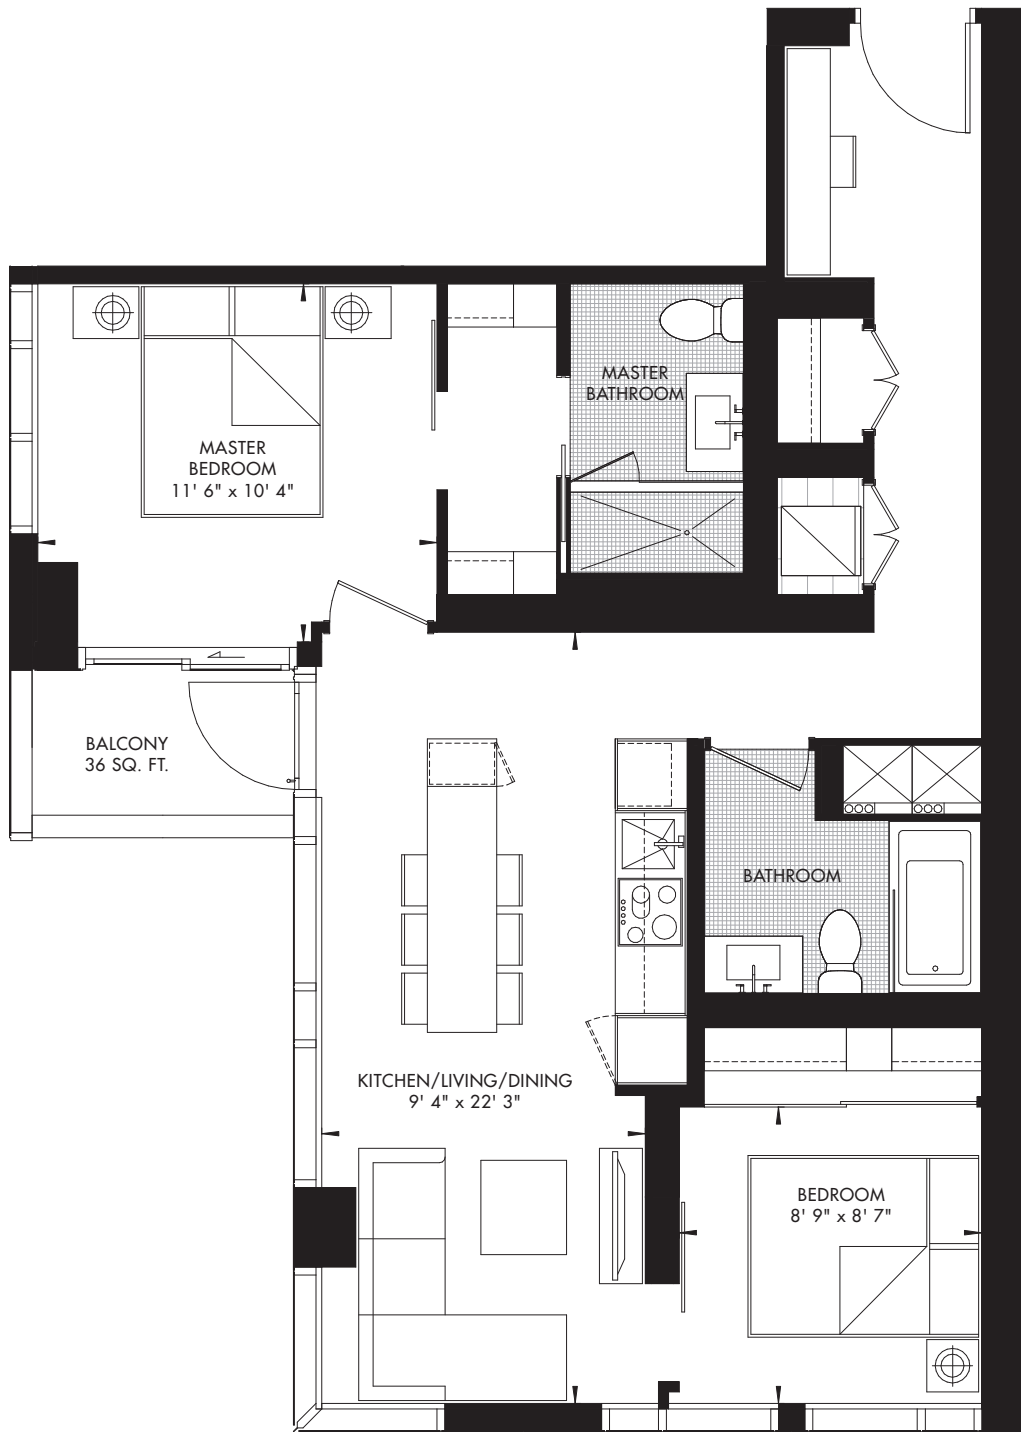 MASTER
BATHROOM
MASTER
BEDROOM
11' 6" x 10' 4"
BALCONY
36 SQ. FT.
BATHROOM
KITCHEN/LIVING/DINING
9' 4" x 22' 3"
BEDROOM
8' 9" x 8' 7"